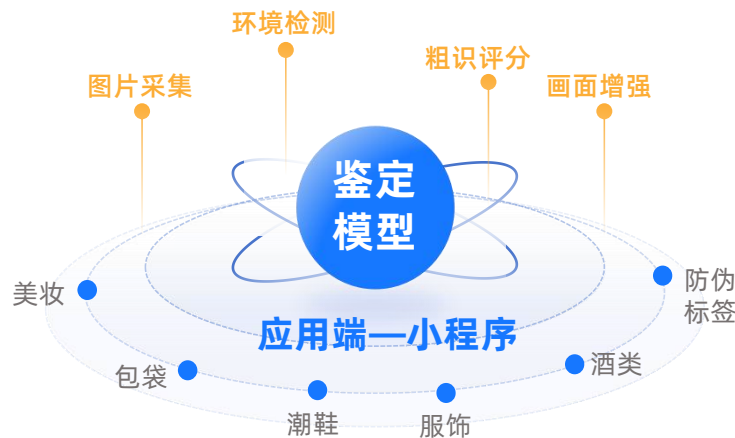 环境检测
粗识评分
图片采集
画面增强
鉴定
模型
美妆
防伪
标签
应用端—小程序
包袋
酒类
潮鞋
服饰